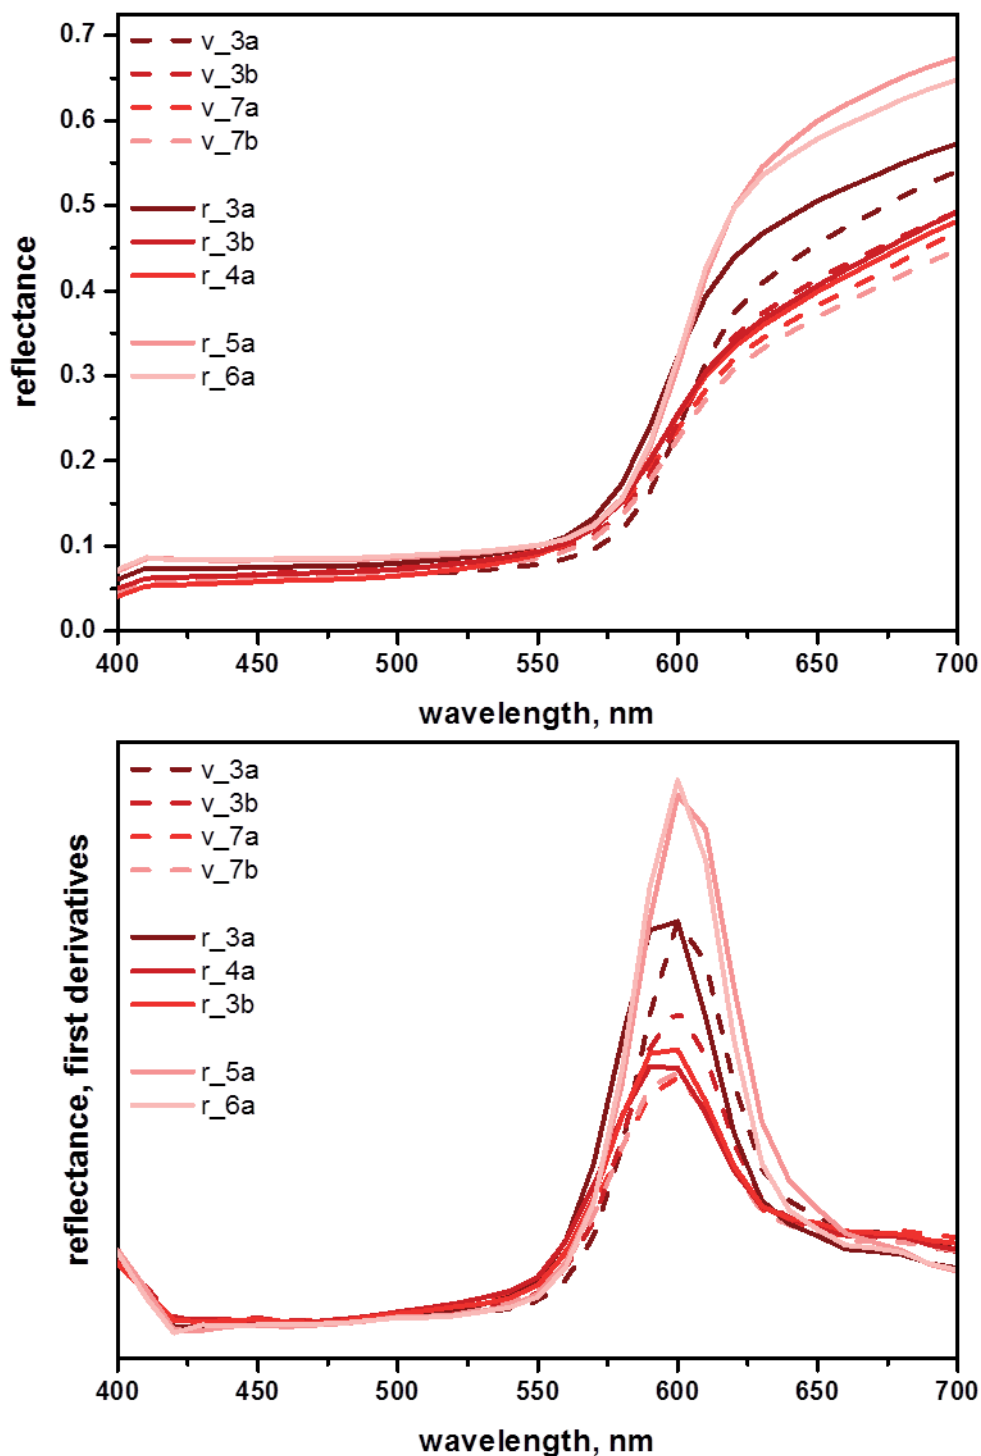 0.7
0.6
0.5
0.4
0.3
0.2
0.1
0.0
reflectance
v_3a
v_3b
v_7a
v_7b
r_3a
r_3b
r_4a
r_5a
r_6a
400 450 500 550 600 650 700
wavelength, nm
reflectance, first derivatives
v_3a
v_3b
v_7a
v_7b
r_3a
r_4a
r_3b
r_5a
r_6a
400 450 500 550 600 650 700
wavelength, nm